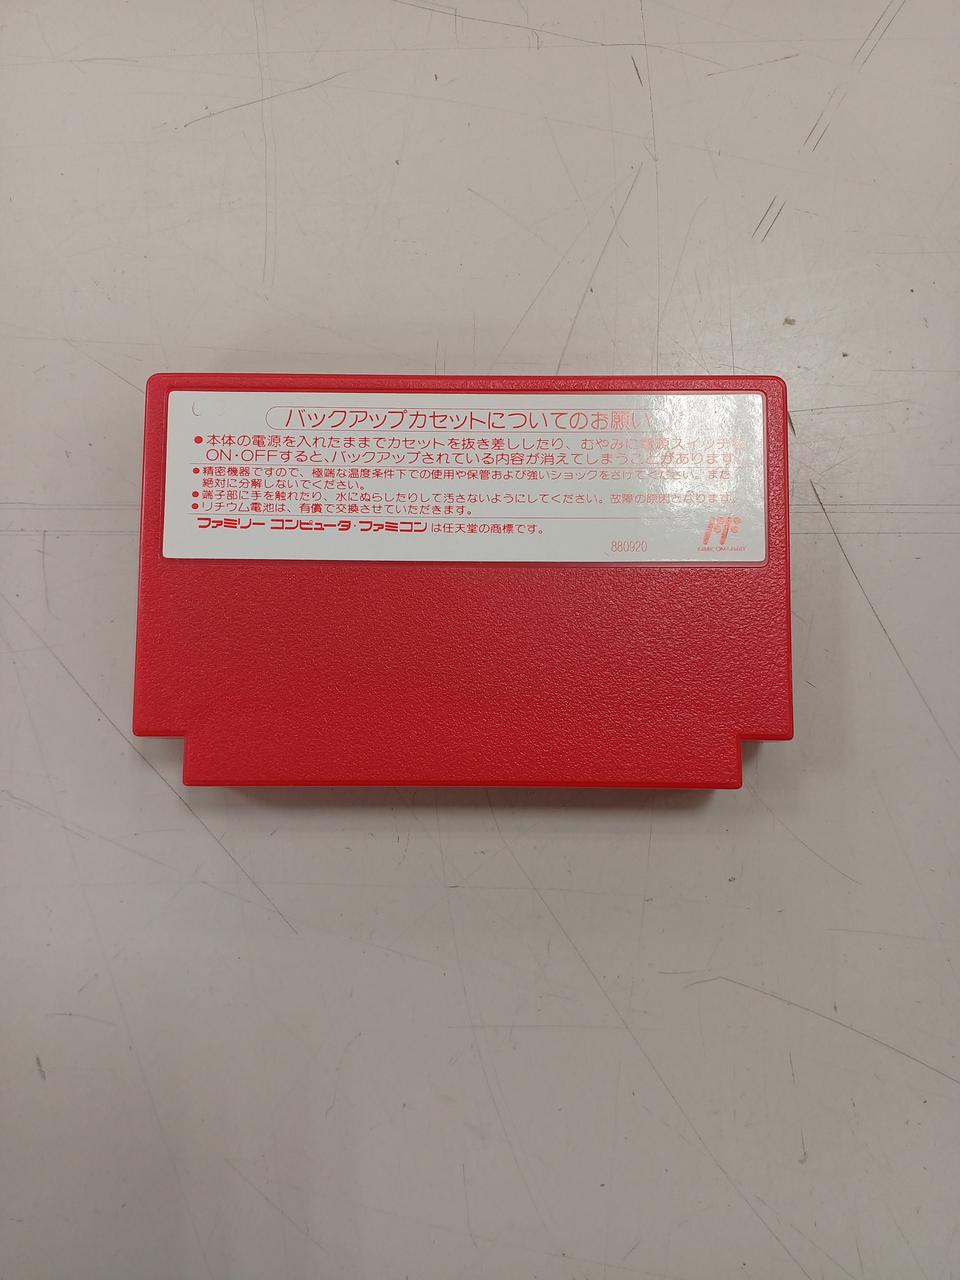 バックアップカセットについてのお願い
●本体の電源を入れたままでカセットを抜き差ししたり、むやみに電源スイッチを
ON・OFFすると、バックアップされている内容が消えてしまうことがあります。
●精密機器ですので、極端な温度条件下での使用や保管および強いショックをさけてください。また
絶対に分解しないでください。
●端子部に手を触れたり、水にぬらしたりして汚さないようにしてください。故障の原因となります。
●リチウム電池は、有償で交換させていただきます。
ファミリー コンピュータ・ファミコン は任天堂の商標です。
880920
FAMICOM FAMILY